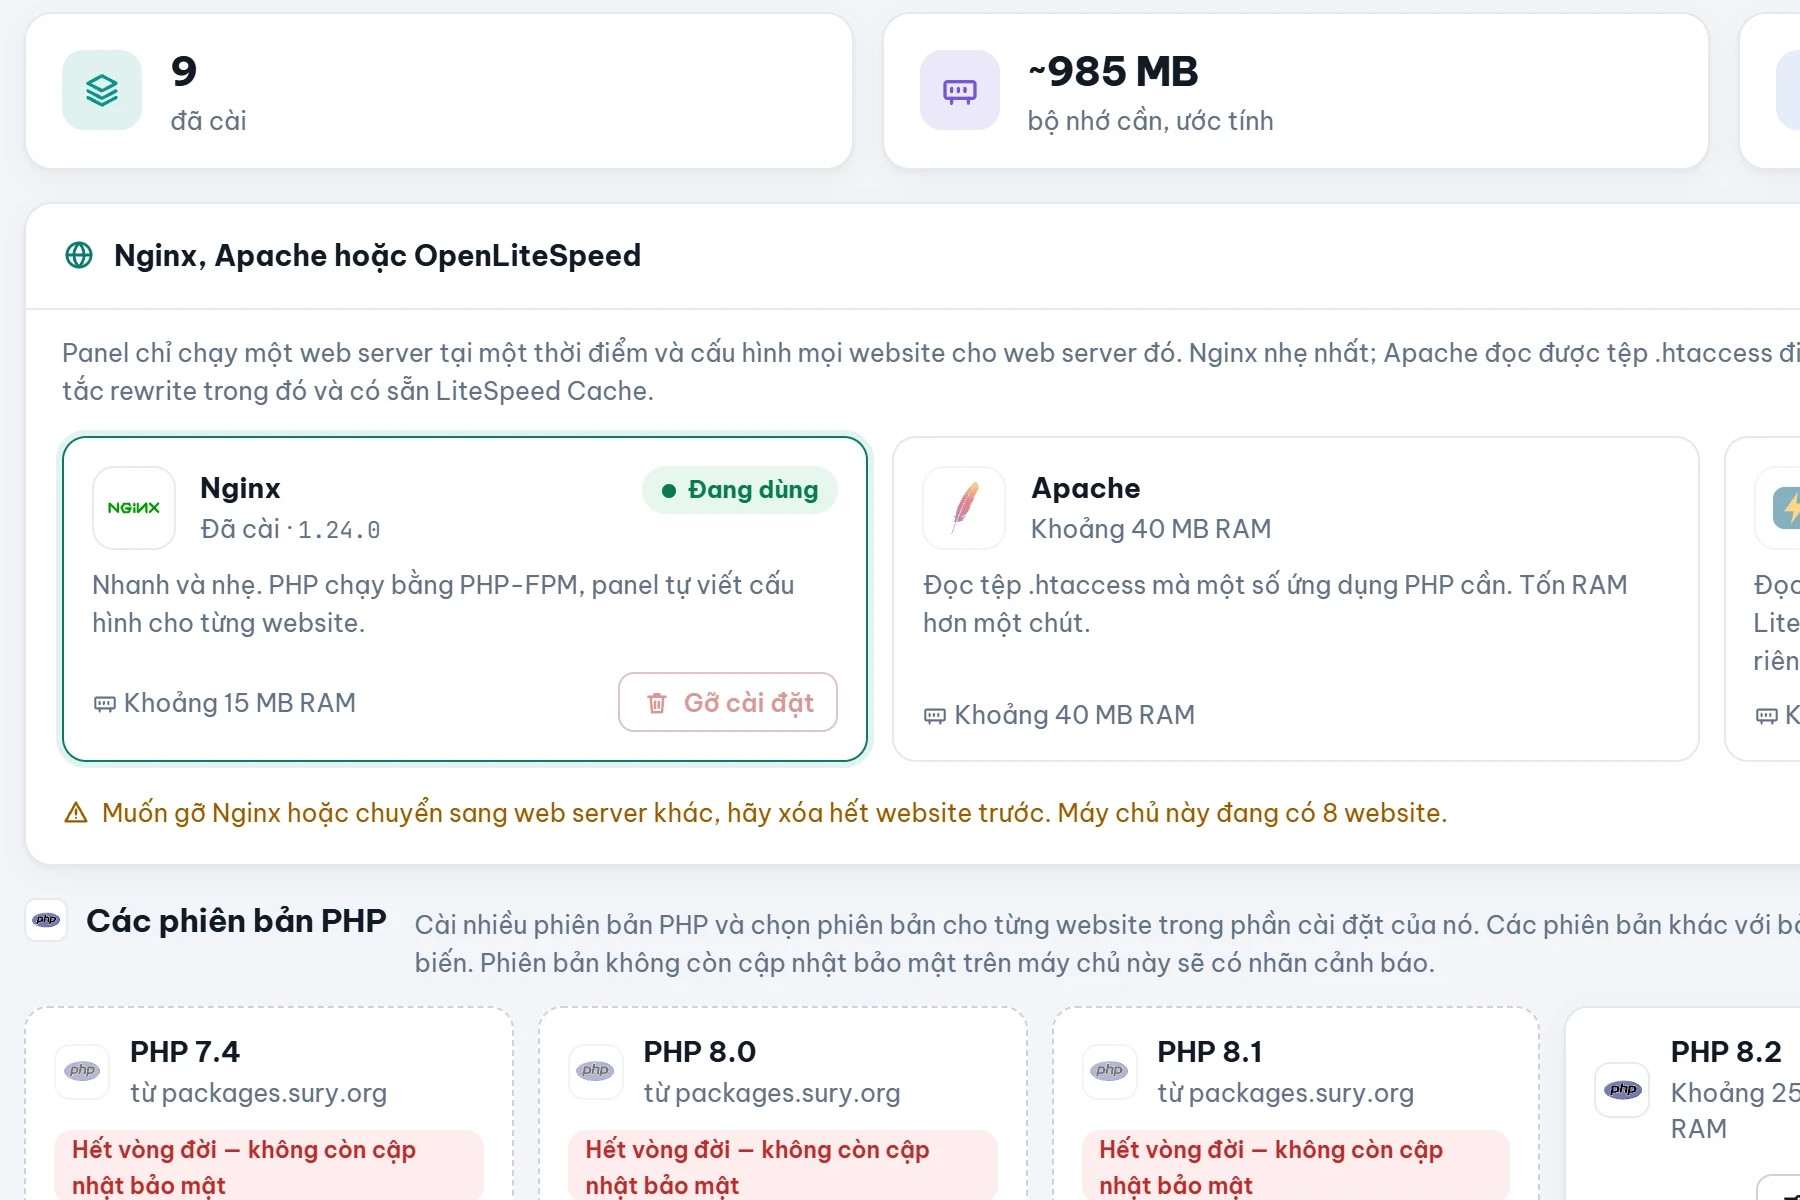 9
đã cài
~985 MB
bộ nhớ cần, ước tính
Nginx, Apache hoặc OpenLiteSpeed
Panel chỉ chạy một web server tại một thời điểm và cấu hình mọi website cho web server đó. Nginx nhẹ nhất; Apache đọc được tệp .htaccess đi
tắc rewrite trong đó và có sẵn LiteSpeed Cache.
NGINX
Nginx
Đang dùng
Đã cài · 1.24.0
Nhanh và nhẹ. PHP chạy bằng PHP-FPM, panel tự viết cấu
hình cho từng website.
Khoảng 15 MB RAM
Gỡ cài đặt
Apache
Khoảng 40 MB RAM
Đọc tệp .htaccess mà một số ứng dụng PHP cần. Tốn RAM
hơn một chút.
Khoảng 40 MB RAM
Đọc
Lite
riên
K
Muốn gỡ Nginx hoặc chuyển sang web server khác, hãy xóa hết website trước. Máy chủ này đang có 8 website.
php
Các phiên bản PHP
Cài nhiều phiên bản PHP và chọn phiên bản cho từng website trong phần cài đặt của nó. Các phiên bản khác với
biến. Phiên bản không còn cập nhật bảo mật trên máy chủ này sẽ có nhãn cảnh báo.
php
PHP 7.4
từ packages.sury.org
Hết vòng đời — không còn cập
nhật bảo mật
php
PHP 8.0
từ packages.sury.org
Hết vòng đời — không còn cập
nhật bảo mật
php
PHP 8.1
từ packages.sury.org
Hết vòng đời — không còn cập
nhật bảo mật
php
PHP 8.2
Khoảng 25
RAM